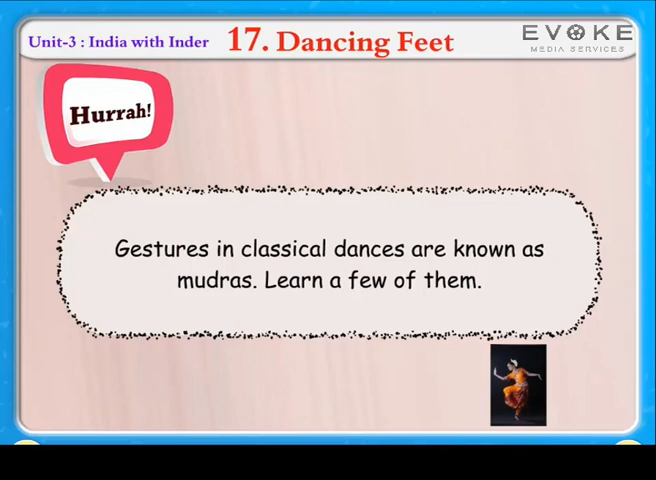 Unit-3 : India with Inder
17. Dancing Feet
EVOKE
MEDIA SERVICES
Hurrah!
Gestures in classical dances are known as
mudras. Learn a few of them.